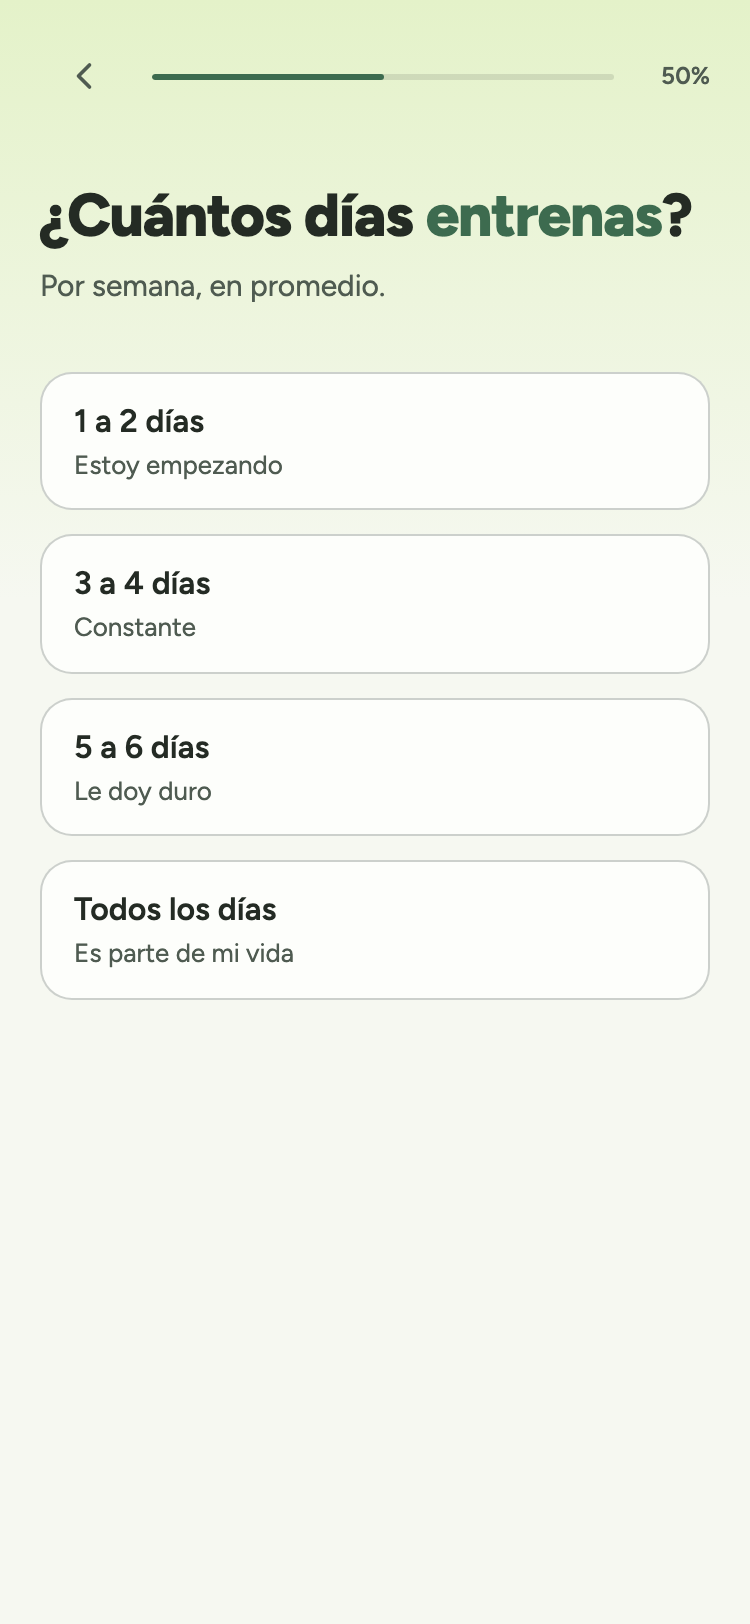 50%
¿Cuántos días entrenas?
Por semana, en promedio.
1 a 2 días
Estoy empezando
3 a 4 días
Constante
5 a 6 días
Le doy duro
Todos los días
Es parte de mi vida